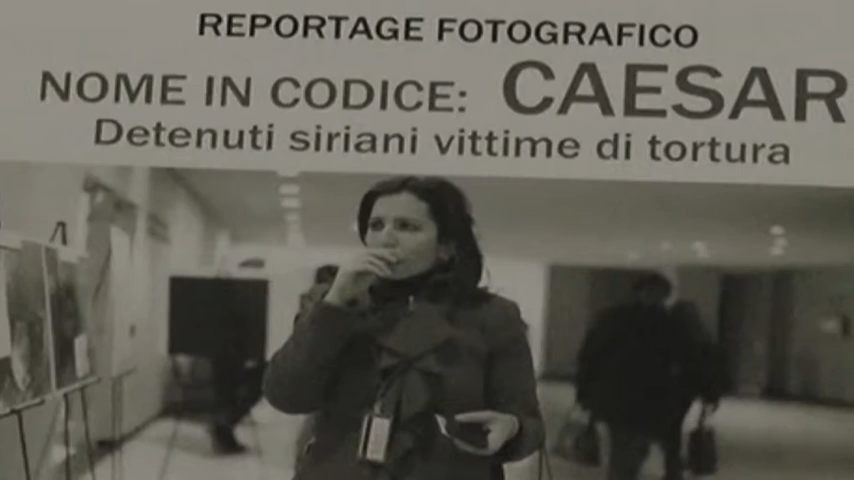 REPORTAGE FOTOGRAFICO
NOME IN CODICE: CAESAR
Detenuti siriani vittime di tortura